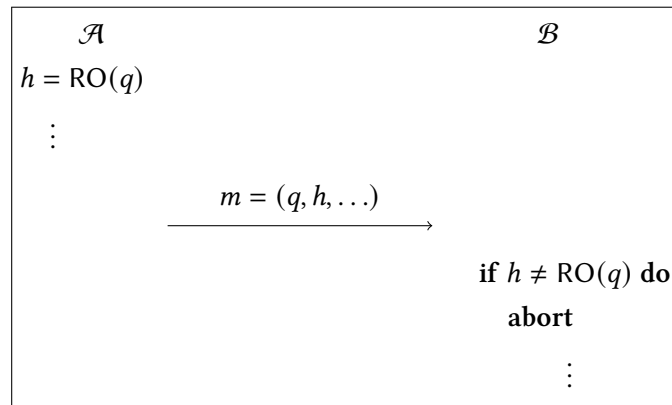 𝒜 ℬ
h = RO(q)
⋮
m = (q, h, . . .)
if h ≠ RO(q) do
abort
⋮